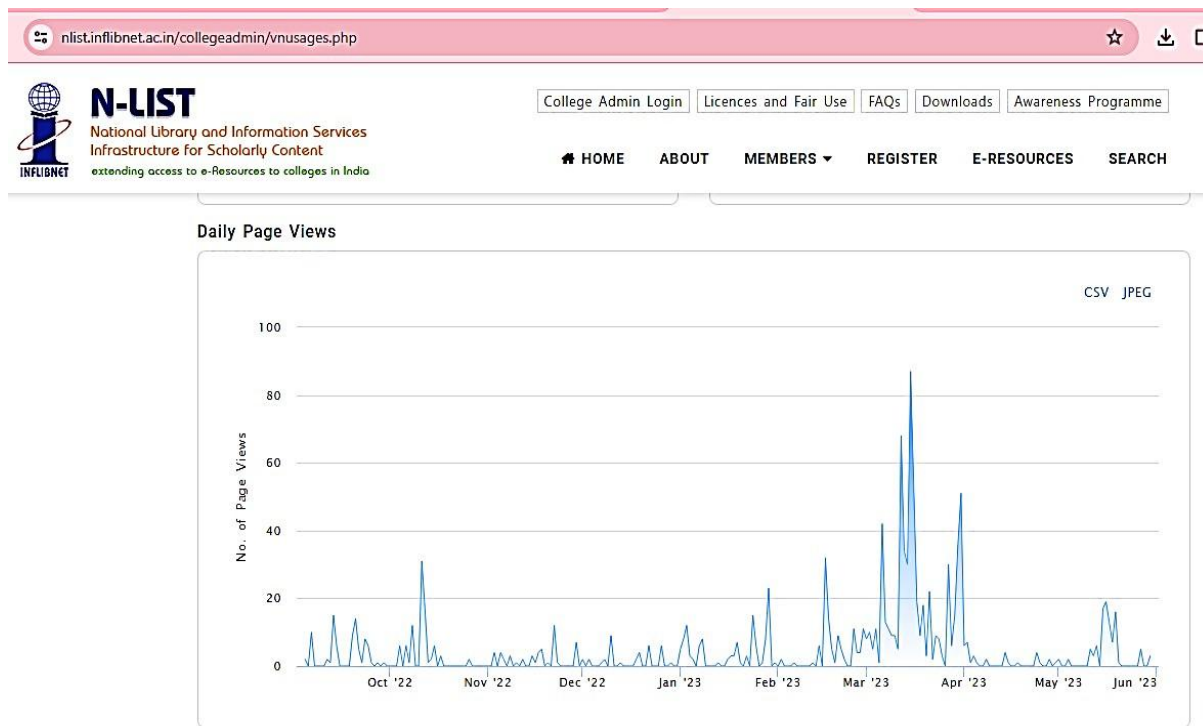 nlist.inflibnet.ac.in/collegeadmin/vnusages.php
INFLIBNET
N-LIST
National Library and Information Services
Infrastructure for Scholarly Content
extending access to e-Resources to colleges in India
College Admin Login Licences and Fair Use FAQs Downloads Awareness Programme
HOME ABOUT MEMBERS REGISTER E-RESOURCES SEARCH
Daily Page Views
CSV JPEG
No. of Page Views
100
80
60
40
20
0
Oct '22 Nov '22 Dec '22 Jan '23 Feb '23 Mar '23 Apr '23 May '23 Jun '23